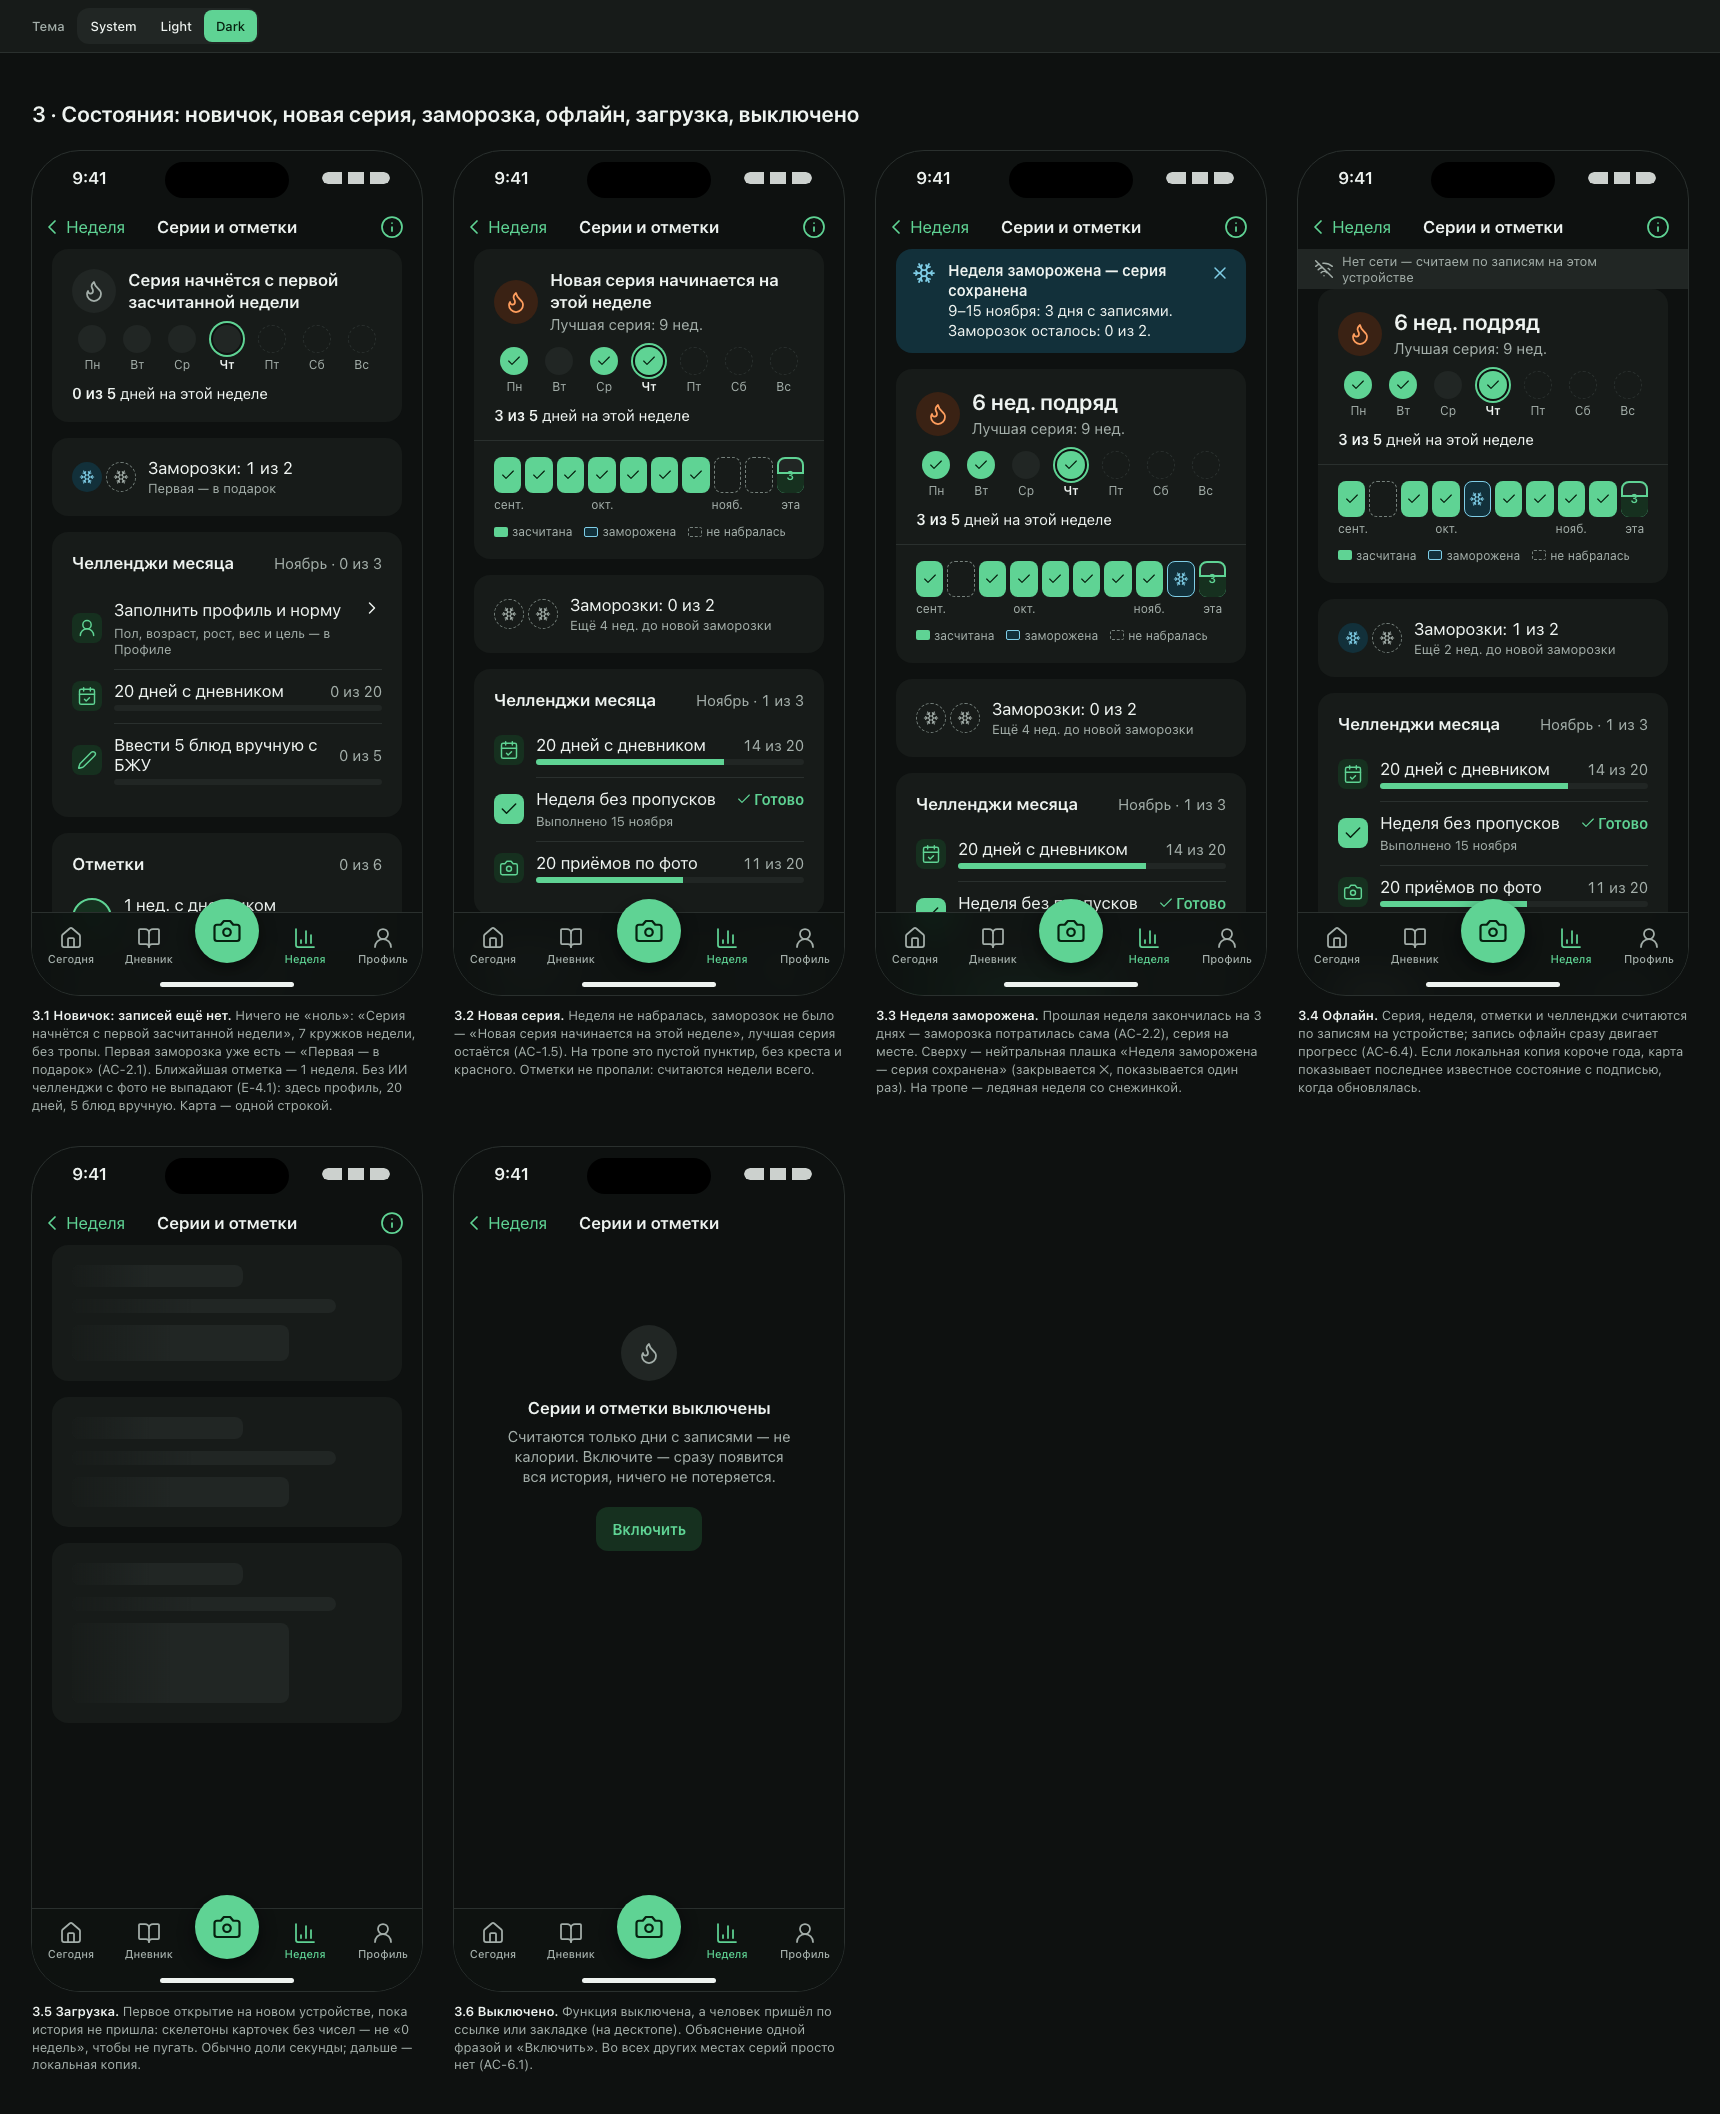 Тема System Light Dark
3 · Состояния: новичок, новая серия, заморозка, офлайн, загрузка, выключено
9:41
Неделя Серии и отметки
Серия начнётся с первой
засчитанной недели
Пн Вт Ср Чт Пт Сб Вс
0 из 5 дней на этой неделе
Заморозки: 1 из 2
Первая — в подарок
Челленджи месяца Ноябрь · 0 из 3
Заполнить профиль и норму
Пол, возраст, рост, вес и цель — в
Профиле
20 дней с дневником 0 из 20
Ввести 5 блюд вручную с
БЖУ
0 из 5
Отметки 0 из 6
1 нед. с дневником
Сегодня Дневник Неделя Профиль
3.1 Новичок: записей ещё нет. Ничего не «ноль»: «Серия
начнётся с первой засчитанной недели», 7 кружков недели,
без тропы. Первая заморозка уже есть — «Первая — в
подарок» (AC-2.1). Ближайшая отметка — 1 неделя. Без ИИ
челленджи с фото не выпадают (E-4.1): здесь профиль, 20
дней, 5 блюд вручную. Карта — одной строкой.
9:41
Неделя Серии и отметки
Новая серия начинается на
этой неделе
Лучшая серия: 9 нед.
Пн Вт Ср Чт Пт Сб Вс
3 из 5 дней на этой неделе
3
сент. окт. нояб. эта
засчитана заморожена не набралась
Заморозки: 0 из 2
Ещё 4 нед. до новой заморозки
Челленджи месяца Ноябрь · 1 из 3
20 дней с дневником 14 из 20
Неделя без пропусков Готово
Выполнено 15 ноября
20 приёмов по фото 11 из 20
Сегодня Дневник Неделя Профиль
3.2 Новая серия. Неделя не набралась, заморозок не было
— «Новая серия начинается на этой неделе», лучшая серия
остаётся (AC-1.5). На тропе это пустой пунктир, без креста и
красного. Отметки не пропали: считаются недели всего.
9:41
Неделя Серии и отметки
Неделя заморожена — серия
сохранена
9–15 ноября: 3 дня с записями.
Заморозок осталось: 0 из 2.
6 нед. подряд
Лучшая серия: 9 нед.
Пн Вт Ср Чт Пт Сб Вс
3 из 5 дней на этой неделе
3
сент. окт. нояб. эта
засчитана заморожена не набралась
Заморозки: 0 из 2
Ещё 4 нед. до новой заморозки
Челленджи месяца Ноябрь · 1 из 3
20 дней с дневником 14 из 20
Неделя без пропусков Готово
Сегодня Дневник Неделя Профиль
3.3 Неделя заморожена. Прошлая неделя закончилась на 3
днях — заморозка потратилась сама (AC-2.2), серия на
месте. Сверху — нейтральная плашка «Неделя заморожена
— серия сохранена» (закрывается ✕, показывается один
раз). На тропе — ледяная неделя со снежинкой.
9:41
Неделя Серии и отметки
Нет сети — считаем по записям на этом
устройстве
6 нед. подряд
Лучшая серия: 9 нед.
Пн Вт Ср Чт Пт Сб Вс
3 из 5 дней на этой неделе
3
сент. окт. нояб. эта
засчитана заморожена не набралась
Заморозки: 1 из 2
Ещё 2 нед. до новой заморозки
Челленджи месяца Ноябрь · 1 из 3
20 дней с дневником 14 из 20
Неделя без пропусков Готово
Выполнено 15 ноября
20 приёмов по фото 11 из 20
Сегодня Дневник Неделя Профиль
3.4 Офлайн. Серия, неделя, отметки и челленджи считаются
по записям на устройстве; запись офлайн сразу двигает
прогресс (AC-6.4). Если локальная копия короче года, карта
показывает последнее известное состояние с подписью,
когда обновлялась.
9:41
Неделя Серии и отметки
Сегодня Дневник Неделя Профиль
3.5 Загрузка. Первое открытие на новом устройстве, пока
история не пришла: скелетоны карточек без чисел — не «0
недель», чтобы не пугать. Обычно доли секунды; дальше —
локальная копия.
9:41
Неделя Серии и отметки
Серии и отметки выключены
Считаются только дни с записями — не
калории. Включите — сразу появится
вся история, ничего не потеряется.
Включить
Сегодня Дневник Неделя Профиль
3.6 Выключено. Функция выключена, а человек пришёл по
ссылке или закладке (на десктопе). Объяснение одной
фразой и «Включить». Во всех других местах серий просто
нет (AC-6.1).